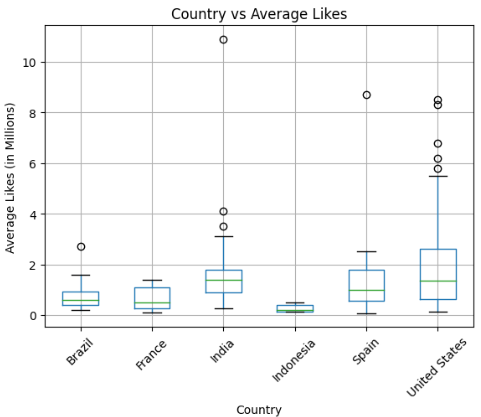 Country vs Average Likes
Average Likes (in Millions)
10
8
6
4
2
0
Brazil
France
India
Indonesia
Spain
United States
Country